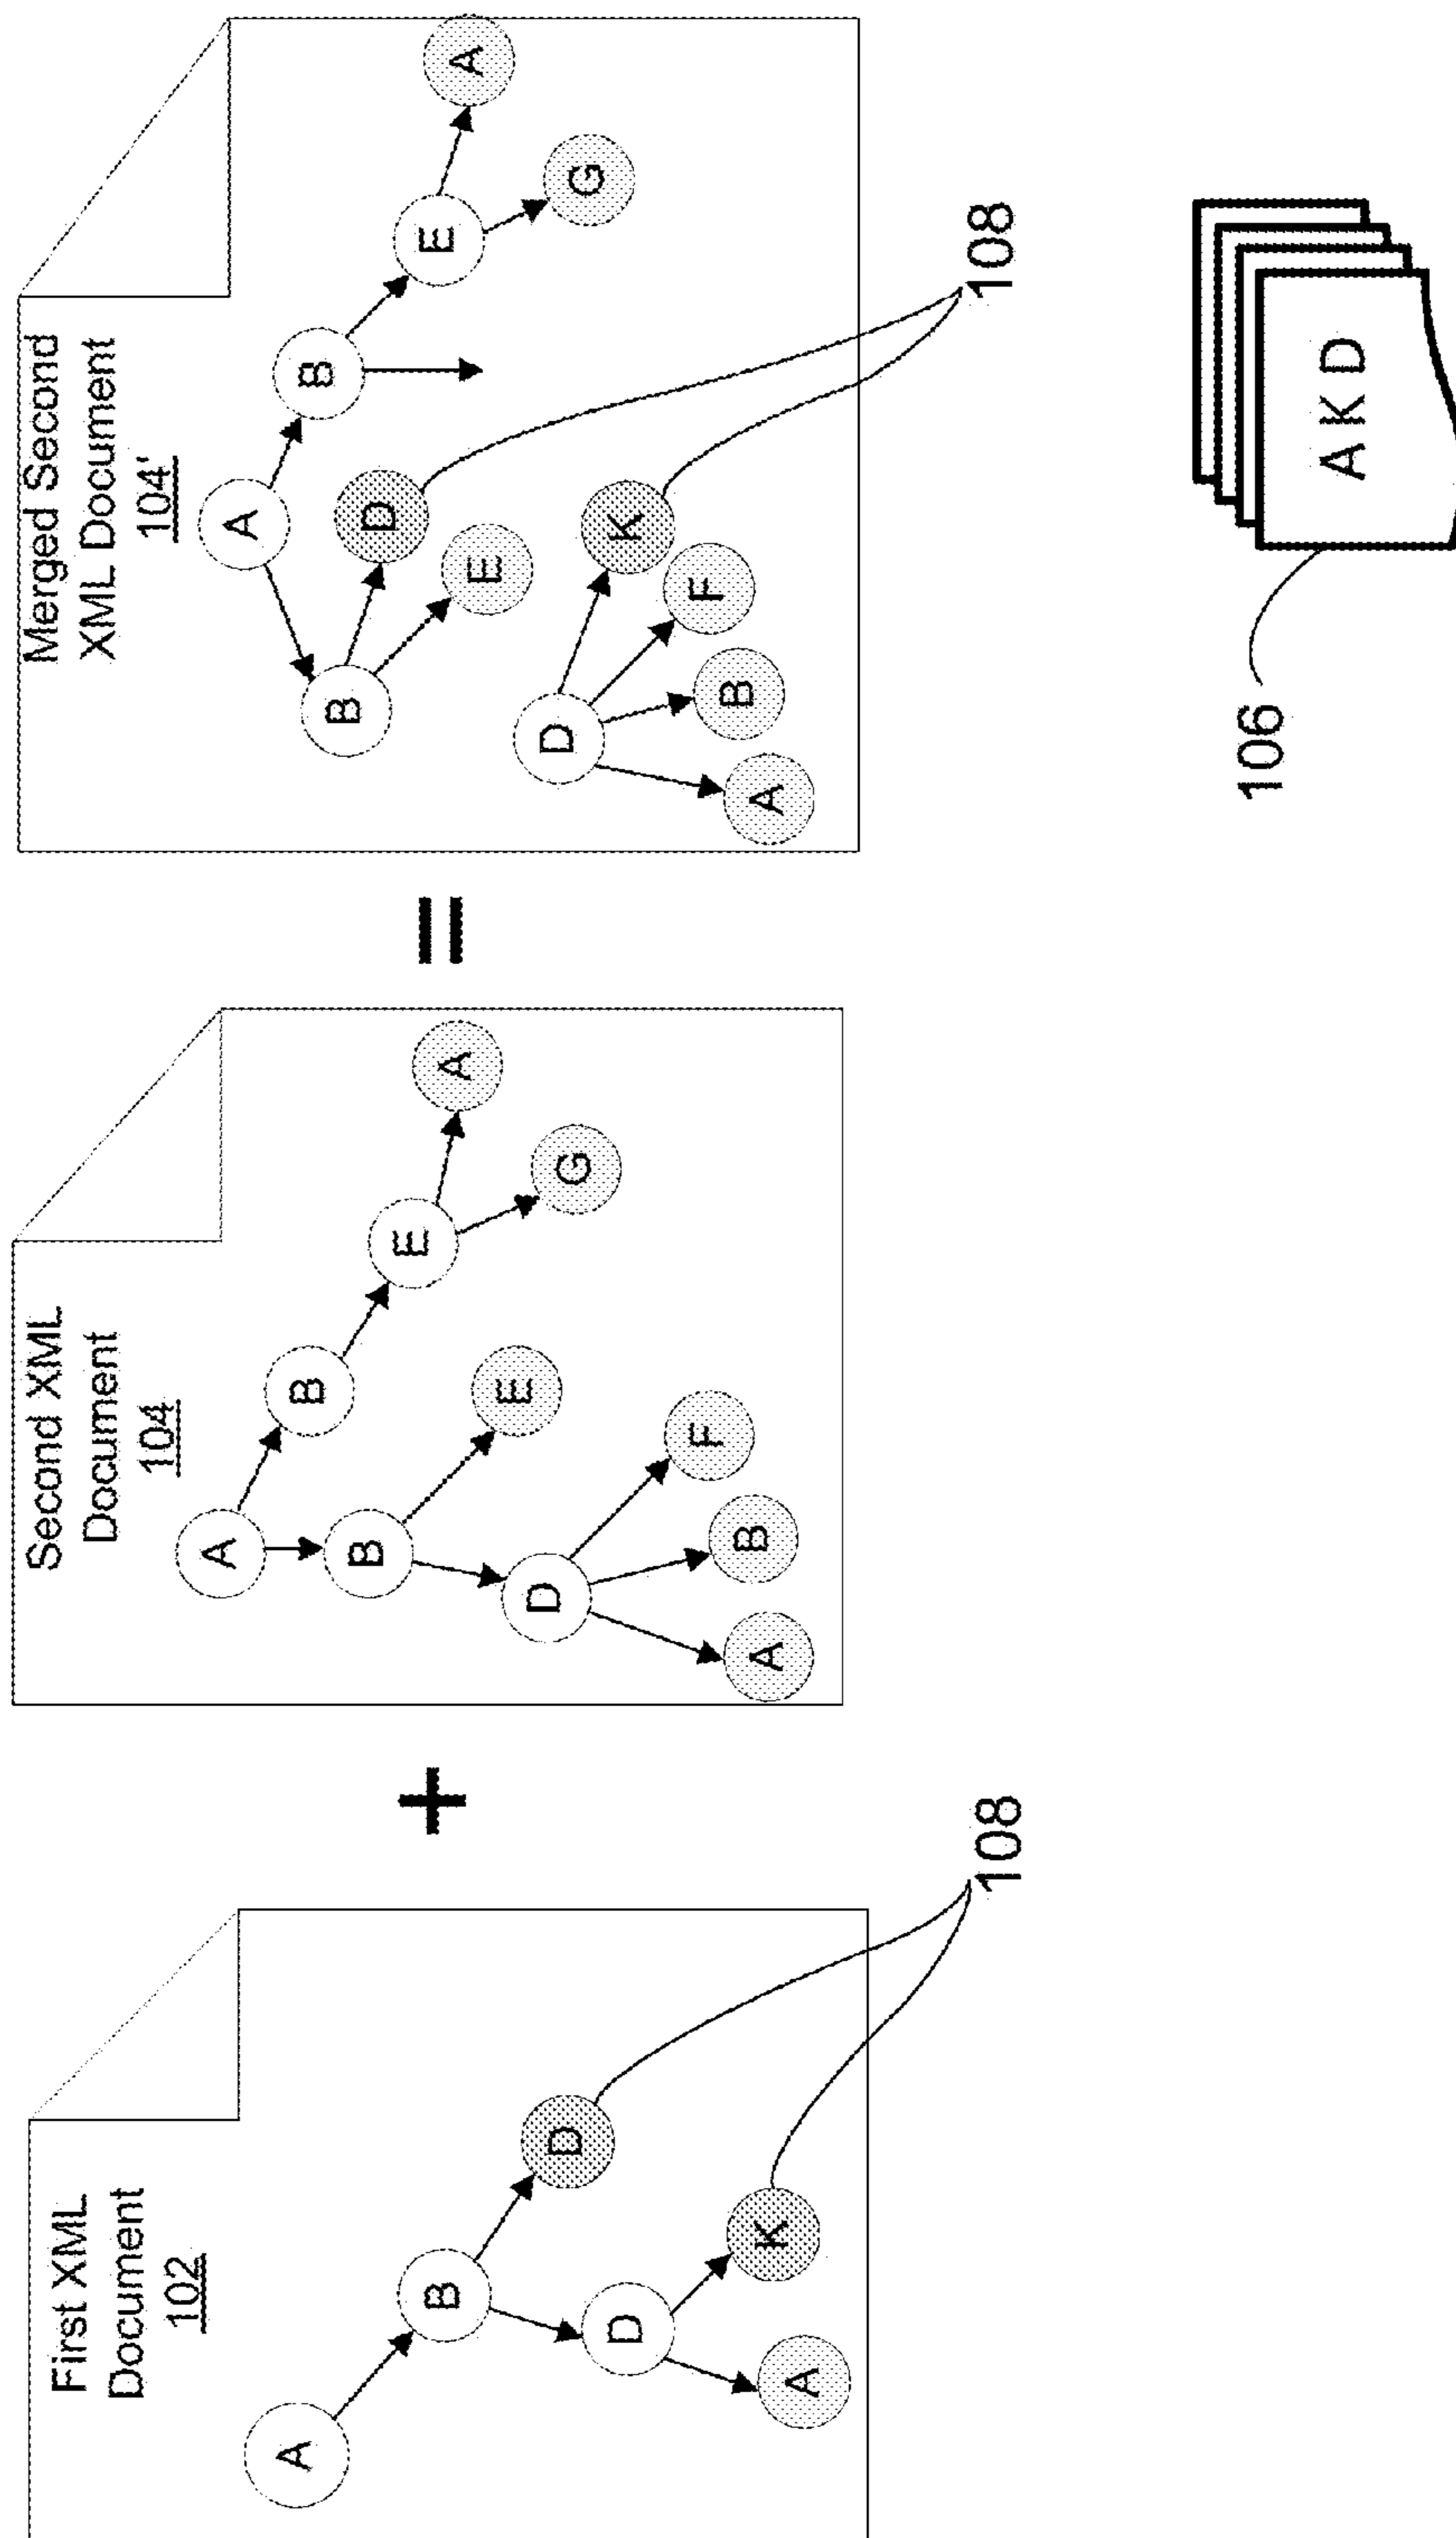 First XML
Document
102
A
B
D
D
A K
108
+
Second XML
Document
104
A
B
B
E
A
E
D
G
A B F
=
Merged Second
XML Document
104'
A
B
B
D
E
A
E
D
G
K
A B F
108
106
A K D